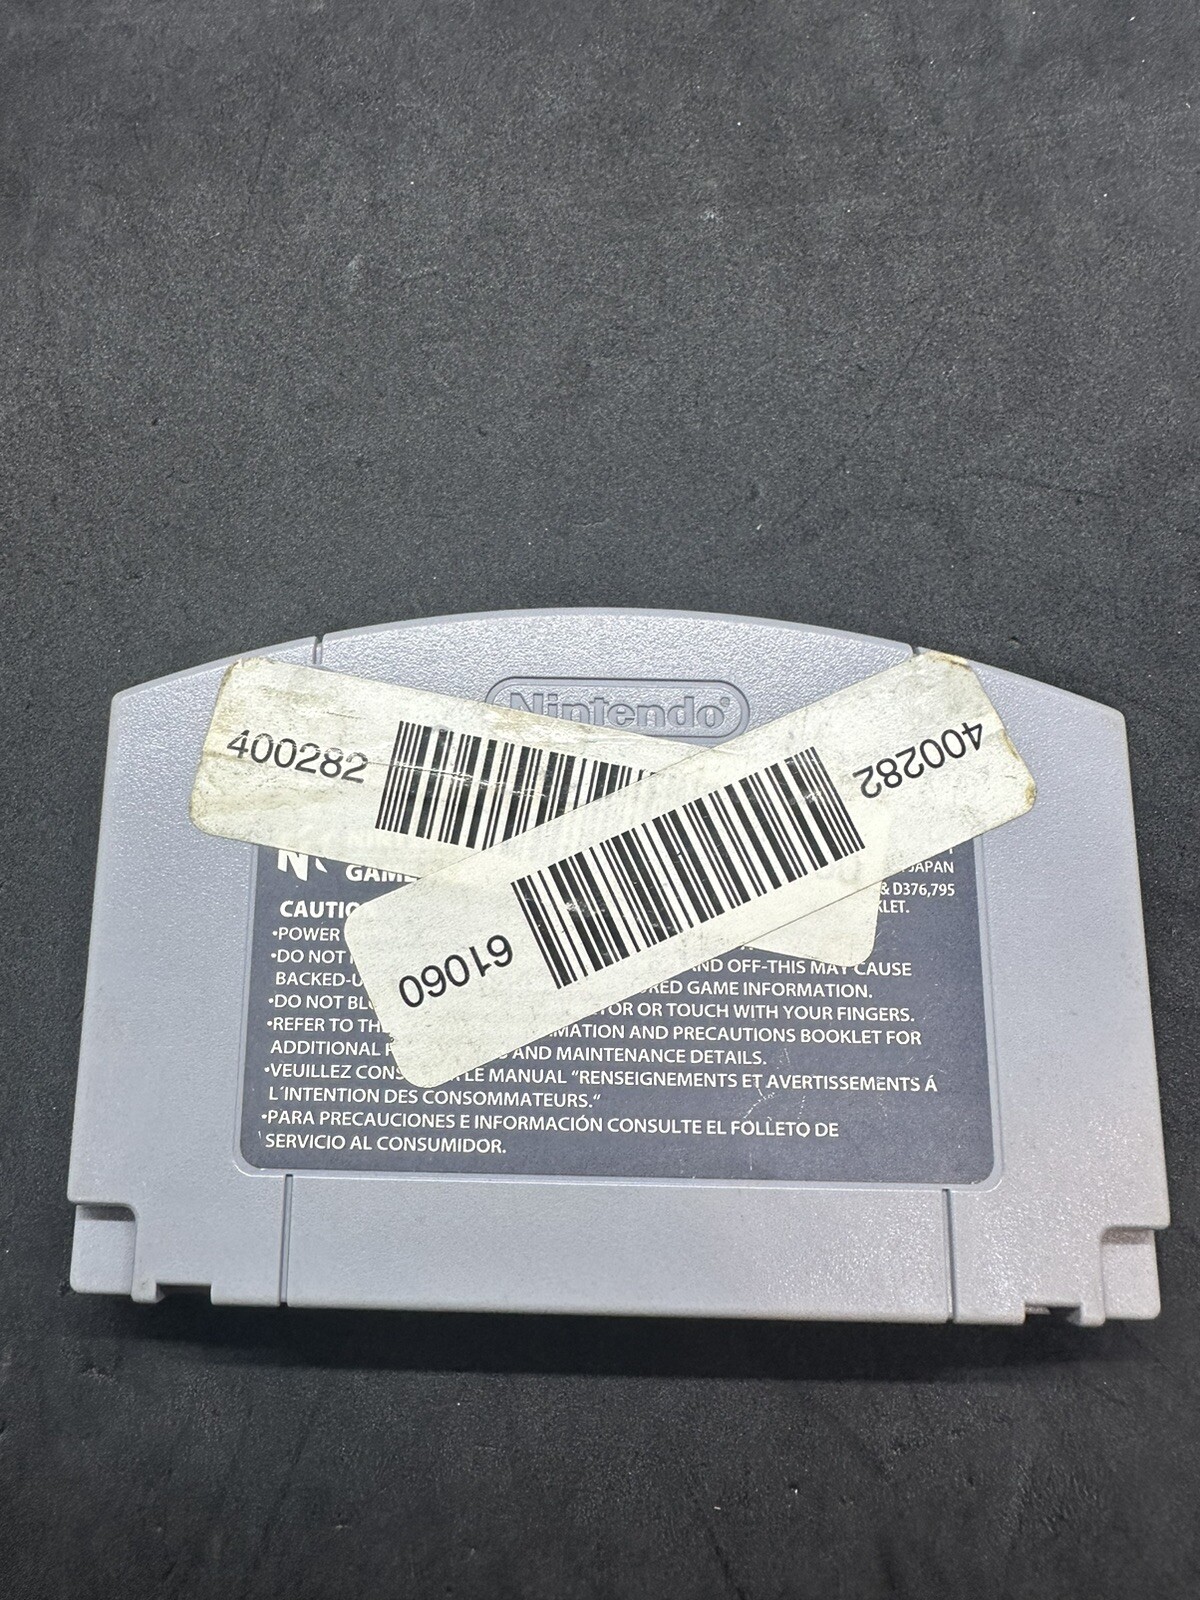 Nintendo®
400282
400282
61060
GAME
JAPAN
& D376,795
CAUTIO
•POWER
•DO NOT
AND OFF-THIS MAY CAUSE
BACKED-U
RED GAME INFORMATION.
•DO NOT BL
TOR OR TOUCH WITH YOUR FINGERS.
•REFER TO TH
MATION AND PRECAUTIONS BOOKLET FOR
ADDITIONAL
AND MAINTENANCE DETAILS.
•VEUILLEZ CONS
LE MANUAL "RENSEIGNEMENTS ET AVERTISSEMENTS Á
L´INTENTION DES CONSOMMATEURS."
•PARA PRECAUCIONES E INFORMACIÓN CONSULTE EL FOLLETO DE
SERVICIO AL CONSUMIDOR.